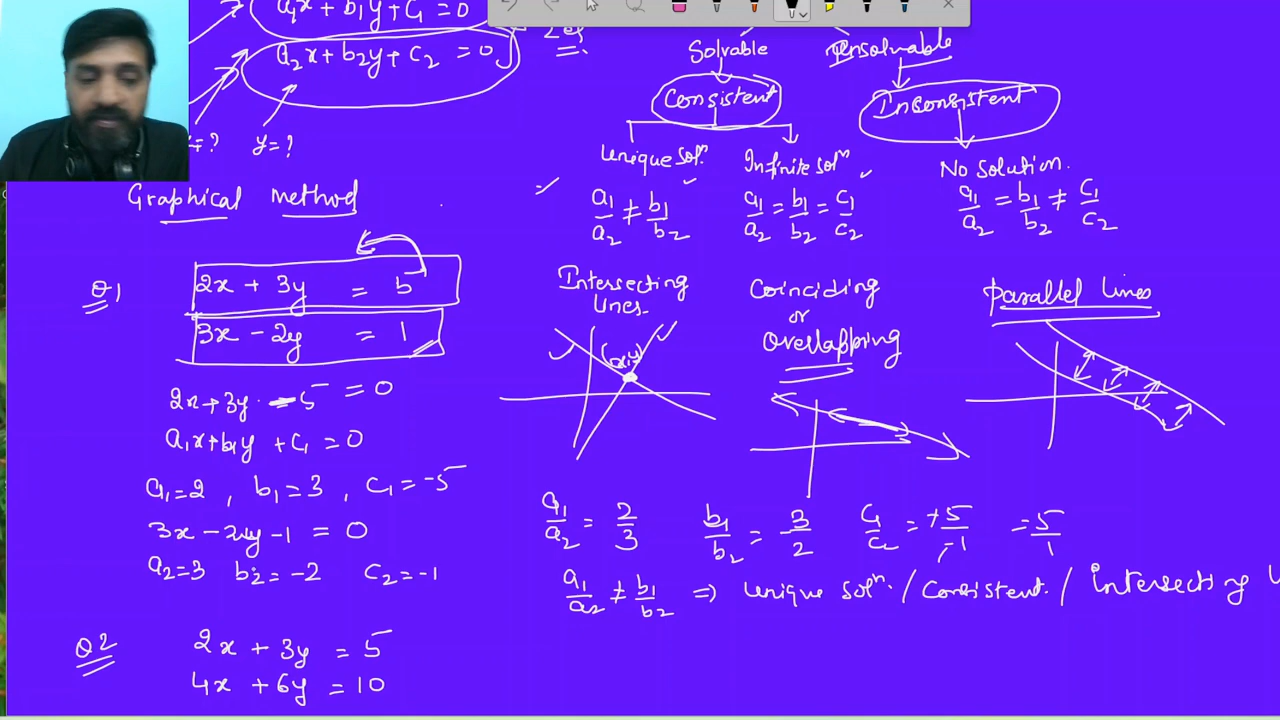 a₁x + b₁y + c₁ = 0
a₂x + b₂y + c₂ = 0
= ?   y = ?
Solvable
Unsolvable
Consistent
Inconsistent
Unique solⁿ.
Infinite solⁿ
No solution.
a₁/a₂ ≠ b₁/b₂
a₁/a₂ = b₁/b₂ = c₁/c₂
a₁/a₂ = b₁/b₂ ≠ c₁/c₂
Graphical method
Intersecting lines.
Coinciding or Overlapping
Parallel Lines
(x,y)
Q1
2x + 3y = 5
3x - 2y = 1
2x + 3y - 5 = 0
a₁x + b₁y + c₁ = 0
a₁=2 , b₁=3 , c₁=-5
3x - 2y - 1 = 0
a₂=3 b₂=-2 c₂=-1
a₁/a₂ = 2/3
b₁/b₂ = 3/2
c₁/c₂ = +5/-1 = 5/1
a₁/a₂ ≠ b₁/b₂ ⇒ Unique solⁿ. / Consistent. / Intersecting
Q2
2x + 3y = 5
4x + 6y = 10